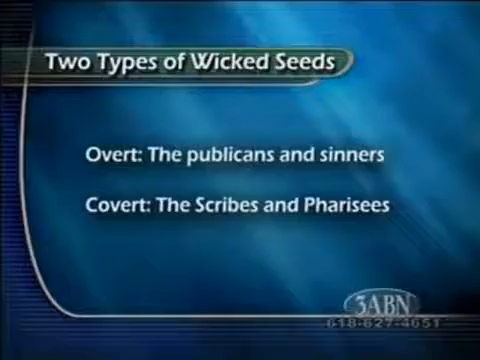 Two Types of Wicked Seeds
Overt: The publicans and sinners
Covert: The Scribes and Pharisees
3ABN
618-627-4651